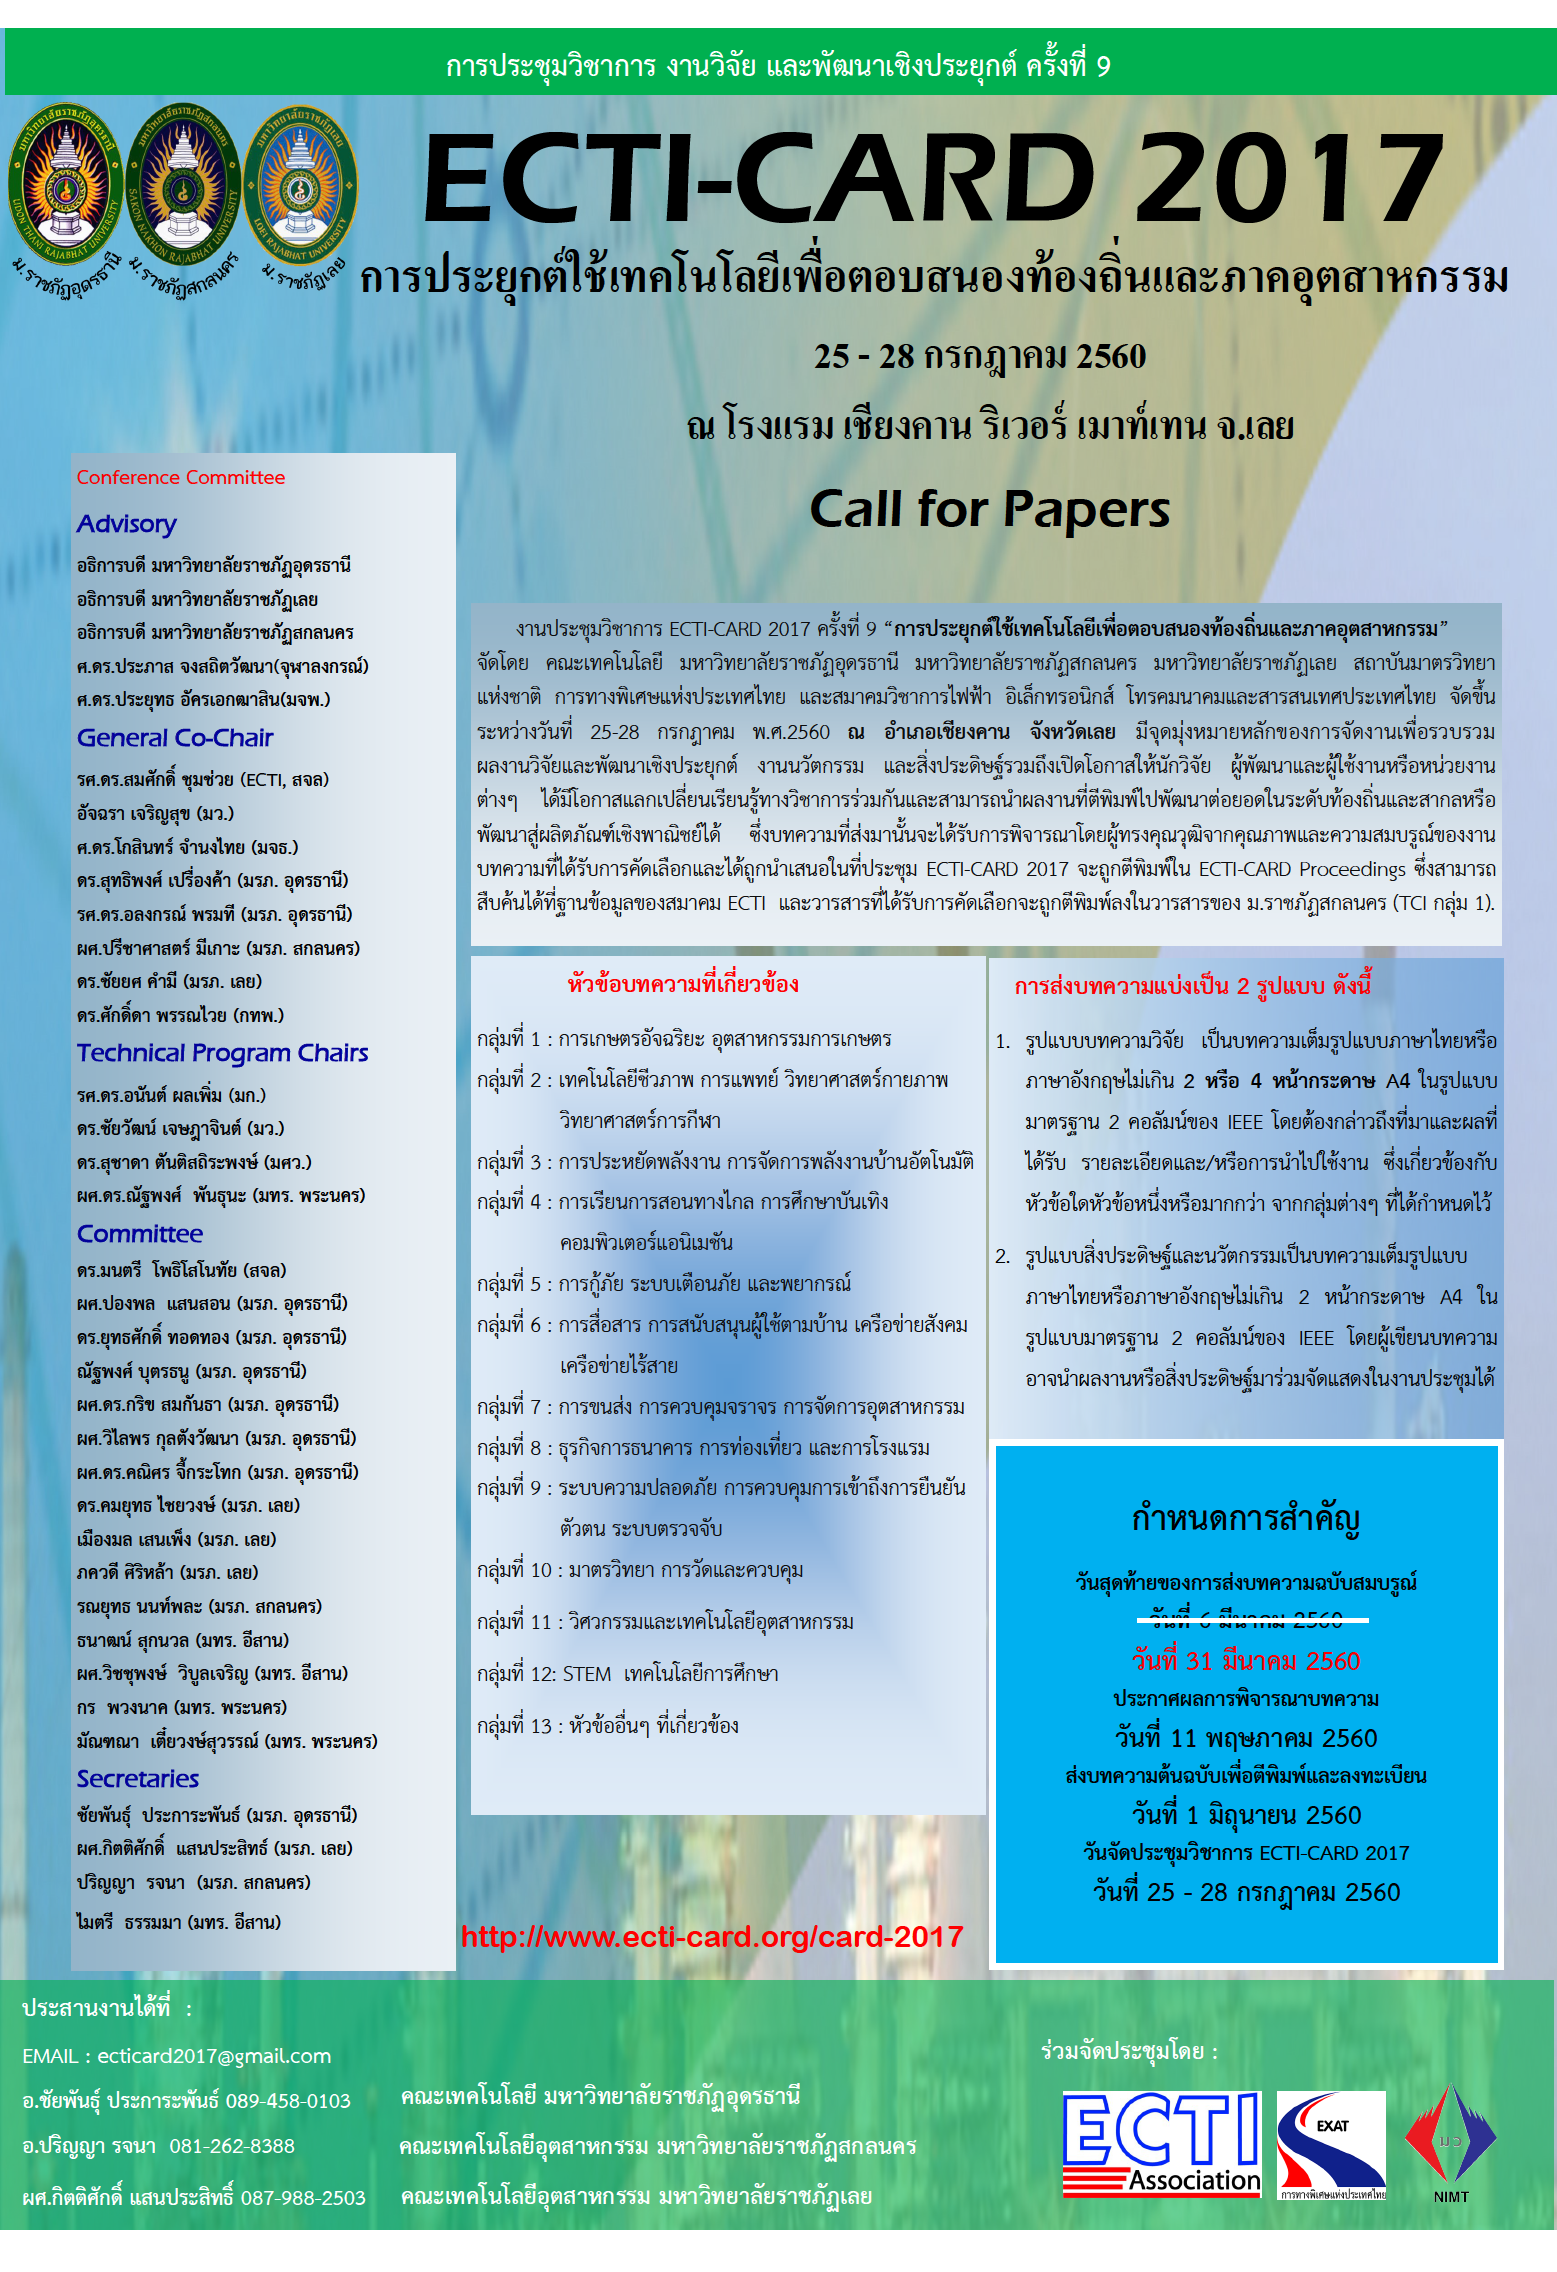 การประชุมวิชาการ งานวิจัย และพัฒนาเชิงประยุกต์ ครั้งที่ 9
มหาวิทยาลัยราชภัฏอุดรธานี
UDON THANI RAJABHAT UNIVERSITY
มหาวิทยาลัยราชภัฏสกลนคร
SAKON NAKHON RAJABHAT UNIVERSITY
มหาวิทยาลัยราชภัฏเลย
LOEI RAJABHAT UNIVERSITY
ม.ราชภัฏอุดรธานี
ม.ราชภัฏสกลนคร
ม.ราชภัฏเลย
ECTI-CARD 2017
การประยุกต์ใช้เทคโนโลยีเพื่อตอบสนองท้องถิ่นและภาคอุตสาหกรรม
25 - 28 กรกฎาคม 2560
ณ โรงแรม เชียงคาน ริเวอร์ เมาท์เทน จ.เลย
Call for Papers
Conference Committee
Advisory
อธิการบดี มหาวิทยาลัยราชภัฏอุดรธานี
อธิการบดี มหาวิทยาลัยราชภัฏเลย
อธิการบดี มหาวิทยาลัยราชภัฏสกลนคร
ศ.ดร.ประภาส จงสถิตวัฒนา(จุฬาลงกรณ์)
ศ.ดร.ประยุทธ อัครเอกฒาสิน(มจพ.)
General Co-Chair
รศ.ดร.สมศักดิ์ ชุมช่วย (ECTI, สจล)
อัจฉรา เจริญสุข (มว.)
ศ.ดร.โกสินทร์ จำนงไทย (มจธ.)
ดร.สุทธิพงศ์ เปรื่องค้า (มรภ. อุดรธานี)
รศ.ดร.อลงกรณ์ พรมที (มรภ. อุดรธานี)
ผศ.ปรีชาศาสตร์ มีเกาะ (มรภ. สกลนคร)
ดร.ชัยยศ คำมี (มรภ. เลย)
ดร.ศักดิ์ดา พรรณไวย (กทพ.)
Technical Program Chairs
รศ.ดร.อนันต์ ผลเพิ่ม (มก.)
ดร.ชัยวัฒน์ เจษฎาจินต์ (มว.)
ดร.สุชาดา ตันติสถิระพงษ์ (มศว.)
ผศ.ดร.ณัฐพงศ์ พันธุนะ (มทร. พระนคร)
Committee
ดร.มนตรี โพธิโสโนทัย (สจล)
ผศ.ปองพล แสนสอน (มรภ. อุดรธานี)
ดร.ยุทธศักดิ์ ทอดทอง (มรภ. อุดรธานี)
ณัฐพงศ์ บุตรธนู (มรภ. อุดรธานี)
ผศ.ดร.กริข สมกันธา (มรภ. อุดรธานี)
ผศ.วิไลพร กุลตังวัฒนา (มรภ. อุดรธานี)
ผศ.ดร.คณิศร จี้กระโทก (มรภ. อุดรธานี)
ดร.คมยุทธ ไชยวงษ์ (มรภ. เลย)
เมืองมล เสนเพ็ง (มรภ. เลย)
ภควดี ศิริหล้า (มรภ. เลย)
รณยุทธ นนท์พละ (มรภ. สกลนคร)
ธนาฒน์ สุกนวล (มทร. อีสาน)
ผศ.วิชชุพงษ์ วิบูลเจริญ (มทร. อีสาน)
กร พวงนาค (มทร. พระนคร)
มัณฑณา เตี๋ยวงษ์สุวรรณ์ (มทร. พระนคร)
Secretaries
ชัยพันธุ์ ประการะพันธ์ (มรภ. อุดรธานี)
ผศ.กิตติศักดิ์ แสนประสิทธ์ (มรภ. เลย)
ปริญญา รจนา (มรภ. สกลนคร)
ไมตรี ธรรมมา (มทร. อีสาน)
งานประชุมวิชาการ ECTI-CARD 2017 ครั้งที่ 9 “การประยุกต์ใช้เทคโนโลยีเพื่อตอบสนองท้องถิ่นและภาคอุตสาหกรรม”
จัดโดย คณะเทคโนโลยี มหาวิทยาลัยราชภัฏอุดรธานี มหาวิทยาลัยราชภัฏสกลนคร มหาวิทยาลัยราชภัฏเลย สถาบันมาตรวิทยา
แห่งชาติ การทางพิเศษแห่งประเทศไทย และสมาคมวิชาการไฟฟ้า อิเล็กทรอนิกส์ โทรคมนาคมและสารสนเทศประเทศไทย จัดขึ้น
ระหว่างวันที่ 25-28 กรกฎาคม พ.ศ.2560 ณ อำเภอเชียงคาน จังหวัดเลย มีจุดมุ่งหมายหลักของการจัดงานเพื่อรวบรวม
ผลงานวิจัยและพัฒนาเชิงประยุกต์ งานนวัตกรรม และสิ่งประดิษฐ์รวมถึงเปิดโอกาสให้นักวิจัย ผู้พัฒนาและผู้ใช้งานหรือหน่วยงาน
ต่างๆ ได้มีโอกาสแลกเปลี่ยนเรียนรู้ทางวิชาการร่วมกันและสามารถนำผลงานที่ตีพิมพ์ไปพัฒนาต่อยอดในระดับท้องถิ่นและสากลหรือ
พัฒนาสู่ผลิตภัณฑ์เชิงพาณิชย์ได้ ซึ่งบทความที่ส่งมานั้นจะได้รับการพิจารณาโดยผู้ทรงคุณวุฒิจากคุณภาพและความสมบรูณ์ของงาน
บทความที่ได้รับการคัดเลือกและได้ถูกนำเสนอในที่ประชุม ECTI-CARD 2017 จะถูกตีพิมพ์ใน ECTI-CARD Proceedings ซึ่งสามารถ
สืบค้นได้ที่ฐานข้อมูลของสมาคม ECTI และวารสารที่ได้รับการคัดเลือกจะถูกตีพิมพ์ลงในวารสารของ ม.ราชภัฏสกลนคร (TCI กลุ่ม 1).
หัวข้อบทความที่เกี่ยวข้อง
กลุ่มที่ 1 : การเกษตรอัจฉริยะ อุตสาหกรรมการเกษตร
กลุ่มที่ 2 : เทคโนโลยีชีวภาพ การแพทย์ วิทยาศาสตร์กายภาพ
วิทยาศาสตร์การกีฬา
กลุ่มที่ 3 : การประหยัดพลังงาน การจัดการพลังงานบ้านอัตโนมัติ
กลุ่มที่ 4 : การเรียนการสอนทางไกล การศึกษาบันเทิง
คอมพิวเตอร์แอนิเมชัน
กลุ่มที่ 5 : การกู้ภัย ระบบเตือนภัย และพยากรณ์
กลุ่มที่ 6 : การสื่อสาร การสนับสนุนผู้ใช้ตามบ้าน เครือข่ายสังคม
เครือข่ายไร้สาย
กลุ่มที่ 7 : การขนส่ง การควบคุมจราจร การจัดการอุตสาหกรรม
กลุ่มที่ 8 : ธุรกิจการธนาคาร การท่องเที่ยว และการโรงแรม
กลุ่มที่ 9 : ระบบความปลอดภัย การควบคุมการเข้าถึงการยืนยัน
ตัวตน ระบบตรวจจับ
กลุ่มที่ 10 : มาตรวิทยา การวัดและควบคุม
กลุ่มที่ 11 : วิศวกรรมและเทคโนโลยีอุตสาหกรรม
กลุ่มที่ 12: STEM เทคโนโลยีการศึกษา
กลุ่มที่ 13 : หัวข้ออื่นๆ ที่เกี่ยวข้อง
การส่งบทความแบ่งเป็น 2 รูปแบบ ดังนี้
1. รูปแบบบทความวิจัย เป็นบทความเต็มรูปแบบภาษาไทยหรือ
ภาษาอังกฤษไม่เกิน 2 หรือ 4 หน้ากระดาษ A4 ในรูปแบบ
มาตรฐาน 2 คอลัมน์ของ IEEE โดยต้องกล่าวถึงที่มาและผลที่
ได้รับ รายละเอียดและ/หรือการนำไปใช้งาน ซึ่งเกี่ยวข้องกับ
หัวข้อใดหัวข้อหนึ่งหรือมากกว่า จากกลุ่มต่างๆ ที่ได้กำหนดไว้
2. รูปแบบสิ่งประดิษฐ์และนวัตกรรมเป็นบทความเต็มรูปแบบ
ภาษาไทยหรือภาษาอังกฤษไม่เกิน 2 หน้ากระดาษ A4 ใน
รูปแบบมาตรฐาน 2 คอลัมน์ของ IEEE โดยผู้เขียนบทความ
อาจนำผลงานหรือสิ่งประดิษฐ์มาร่วมจัดแสดงในงานประชุมได้
กำหนดการสำคัญ
วันสุดท้ายของการส่งบทความฉบับสมบรูณ์
วันที่ 6 มีนาคม 2560
วันที่ 31 มีนาคม 2560
ประกาศผลการพิจารณาบทความ
วันที่ 11 พฤษภาคม 2560
ส่งบทความต้นฉบับเพื่อตีพิมพ์และลงทะเบียน
วันที่ 1 มิถุนายน 2560
วันจัดประชุมวิชาการ ECTI-CARD 2017
วันที่ 25 - 28 กรกฎาคม 2560
http://www.ecti-card.org/card-2017
ประสานงานได้ที่ :
EMAIL : ecticard2017@gmail.com
อ.ชัยพันธุ์ ประการะพันธ์ 089-458-0103
อ.ปริญญา รจนา 081-262-8388
ผศ.กิตติศักดิ์ แสนประสิทธิ์ 087-988-2503
คณะเทคโนโลยี มหาวิทยาลัยราชภัฏอุดรธานี
คณะเทคโนโลยีอุตสาหกรรม มหาวิทยาลัยราชภัฏสกลนคร
คณะเทคโนโลยีอุตสาหกรรม มหาวิทยาลัยราชภัฏเลย
ร่วมจัดประชุมโดย :
ECTI
Association
EXAT
การทางพิเศษแห่งประเทศไทย
มว
NIMT